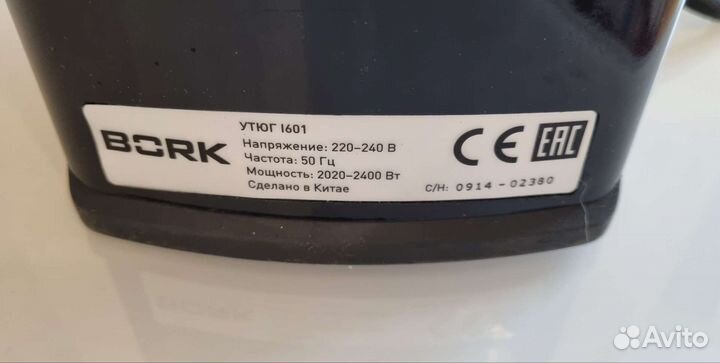 BORK
УТЮГ I601
Напряжение: 220–240 В
Частота: 50 Гц
Мощность: 2020–2400 Вт
Сделано в Китае
CE EAC
С/Н: 0914 - 02380
Avito